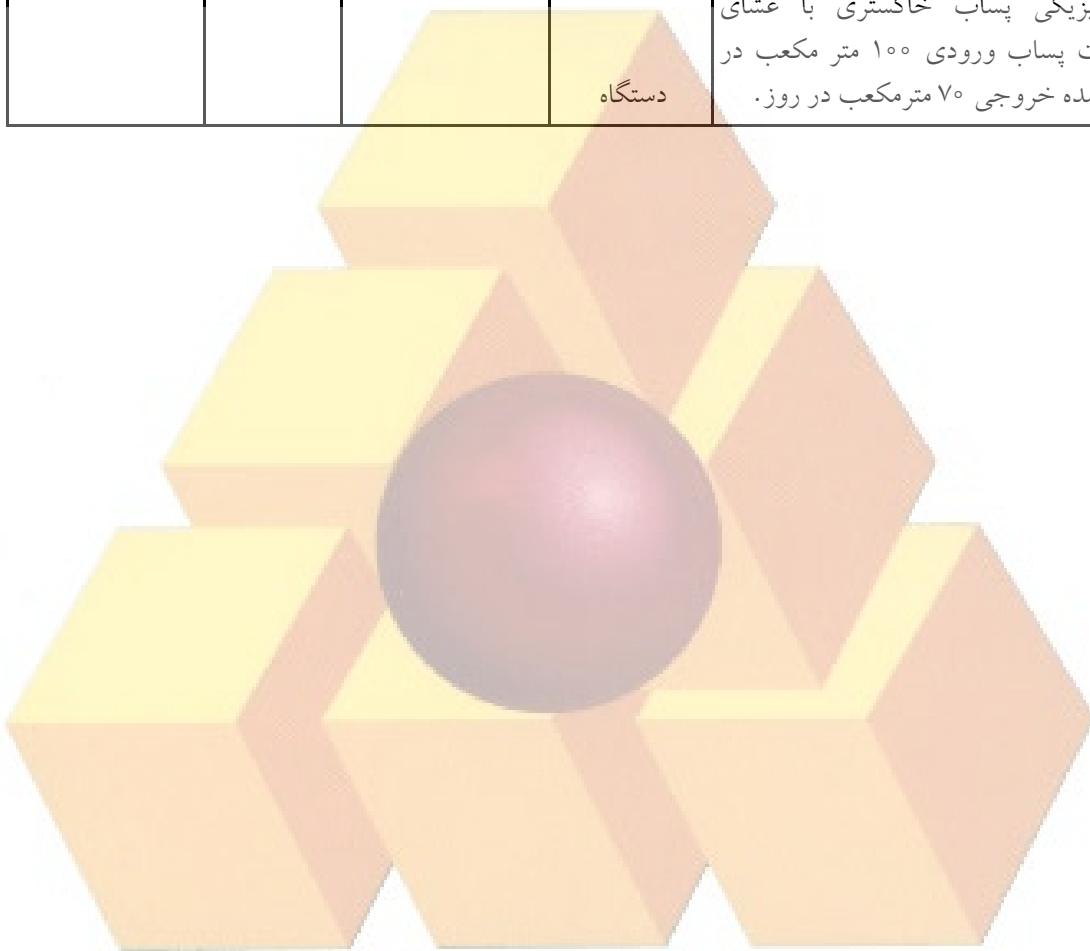 پساب خاکستری با غشای
پساب ورودی ۱۰۰ متر مکعب در
خروجی ۷۰ مترمکعب در روز.
دستگاه